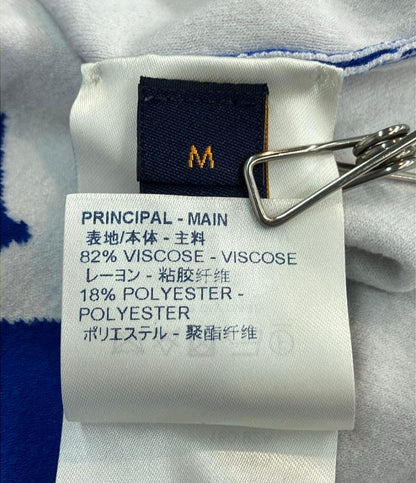 M
PRINCIPAL - MAIN
表地/本体 - 主料
82% VISCOSE - VISCOSE
レーヨン - 粘胶纤维
18% POLYESTER -
POLYESTER
ポリエステル - 聚酯纤维